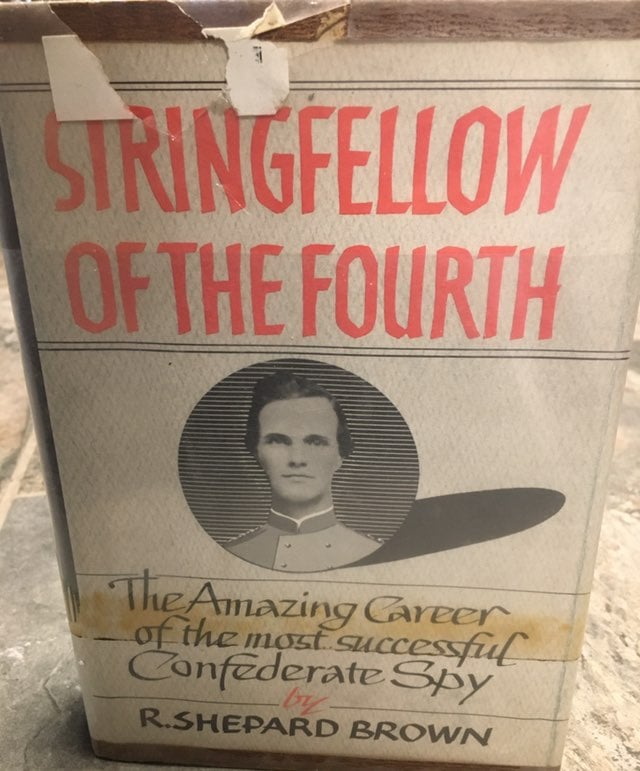 STRINGFELLOW
OF THE FOURTH
The Amazing Career
of the most successful
Confederate Spy
by
R. SHEPARD BROWN